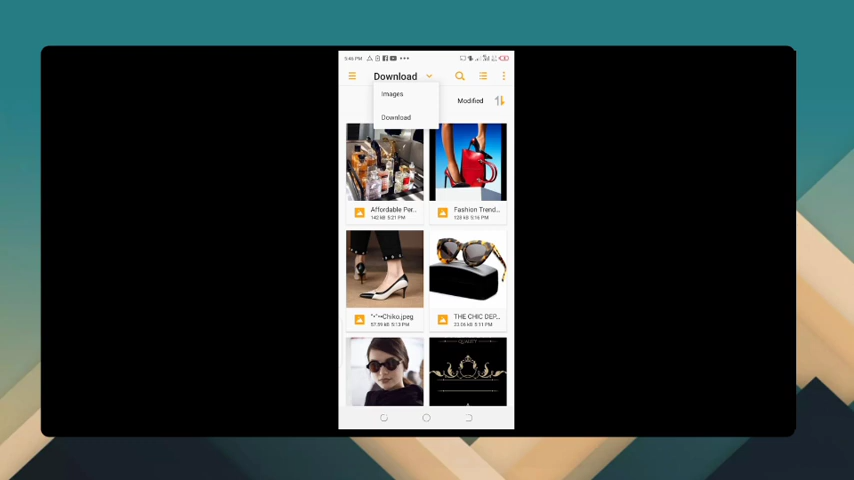 5:46 PM
Download
Images
Download
Modified
Affordable Per...
142 kB 5:21 PM
Fashion Trend...
123 kB 5:16 PM
Chiko.jpeg
57.59 kB 5:13 PM
THE CHIC DEP...
23.06 kB 5:11 PM